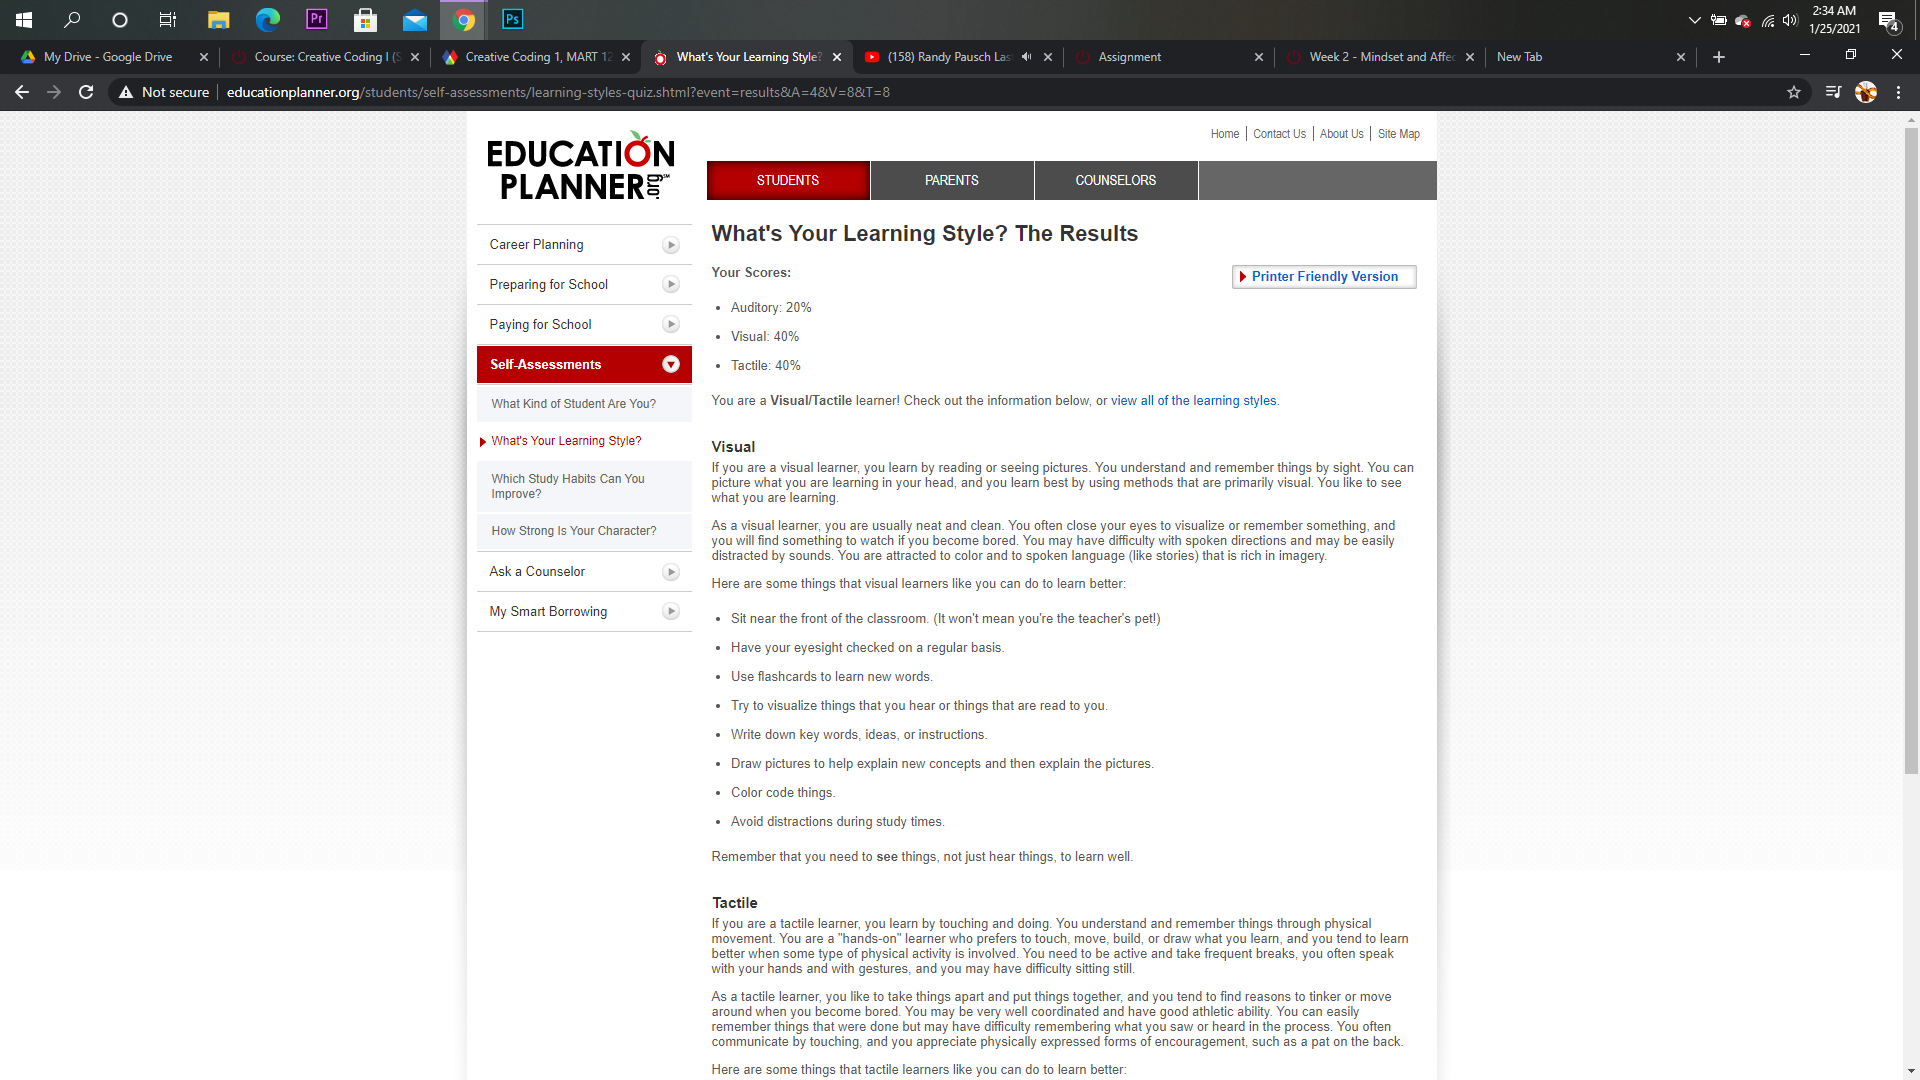 2:34 AM
1/25/2021
4
Pr
Ps
My Drive - Google Drive
Course: Creative Coding I (S
Creative Coding 1, MART 12
What's Your Learning Style?
(158) Randy Pausch Las
Assignment
Week 2 - Mindset and Affec
New Tab
Not secure
educationplanner.org/students/self-assessments/learning-styles-quiz.shtml?event=results&A=4&V=8&T=8
EDUCATION
PLANNER.org
SM
Home
Contact Us
About Us
Site Map
STUDENTS
PARENTS
COUNSELORS
Career Planning
Preparing for School
Paying for School
Self-Assessments
What Kind of Student Are You?
What's Your Learning Style?
Which Study Habits Can You
Improve?
How Strong Is Your Character?
Ask a Counselor
My Smart Borrowing
What's Your Learning Style? The Results
Your Scores:
Printer Friendly Version
• Auditory: 20%
• Visual: 40%
• Tactile: 40%
You are a Visual/Tactile learner! Check out the information below, or view all of the learning styles.
Visual
If you are a visual learner, you learn by reading or seeing pictures. You understand and remember things by sight. You can
picture what you are learning in your head, and you learn best by using methods that are primarily visual. You like to see
what you are learning.
As a visual learner, you are usually neat and clean. You often close your eyes to visualize or remember something, and
you will find something to watch if you become bored. You may have difficulty with spoken directions and may be easily
distracted by sounds. You are attracted to color and to spoken language (like stories) that is rich in imagery.
Here are some things that visual learners like you can do to learn better:
• Sit near the front of the classroom. (It won't mean you're the teacher's pet!)
• Have your eyesight checked on a regular basis.
• Use flashcards to learn new words.
• Try to visualize things that you hear or things that are read to you.
• Write down key words, ideas, or instructions.
• Draw pictures to help explain new concepts and then explain the pictures.
• Color code things.
• Avoid distractions during study times.
Remember that you need to see things, not just hear things, to learn well.
Tactile
If you are a tactile learner, you learn by touching and doing. You understand and remember things through physical
movement. You are a "hands-on" learner who prefers to touch, move, build, or draw what you learn, and you tend to learn
better when some type of physical activity is involved. You need to be active and take frequent breaks, you often speak
with your hands and with gestures, and you may have difficulty sitting still.
As a tactile learner, you like to take things apart and put things together, and you tend to find reasons to tinker or move
around when you become bored. You may be very well coordinated and have good athletic ability. You can easily
remember things that were done but may have difficulty remembering what you saw or heard in the process. You often
communicate by touching, and you appreciate physically expressed forms of encouragement, such as a pat on the back.
Here are some things that tactile learners like you can do to learn better: